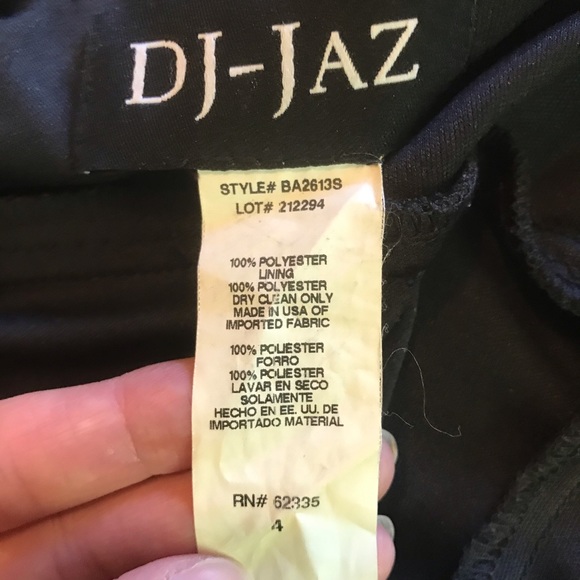 DJ-JAZ
STYLE# BA2613S
LOT# 212294
100% POLYESTER
LINING
100% POLYESTER
DRY CLEAN ONLY
MADE IN USA OF
IMPORTED FABRIC
100% POLIESTER
FORRO
100% POLIESTER
LAVAR EN SECO
SOLAMENTE
HECHO EN EE. UU. DE
IMPORTADO MATERIAL
RN# 62335
4